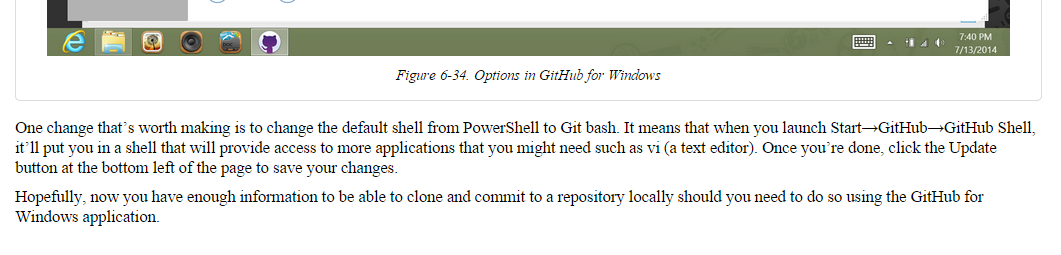 7:40 PM
7/13/2014
Figure 6-34. Options in GitHub for Windows
One change that’s worth making is to change the default shell from PowerShell to Git bash. It means that when you launch Start→GitHub→GitHub Shell,
it’ll put you in a shell that will provide access to more applications that you might need such as vi (a text editor). Once you’re done, click the Update
button at the bottom left of the page to save your changes.
Hopefully, now you have enough information to be able to clone and commit to a repository locally should you need to do so using the GitHub for
Windows application.